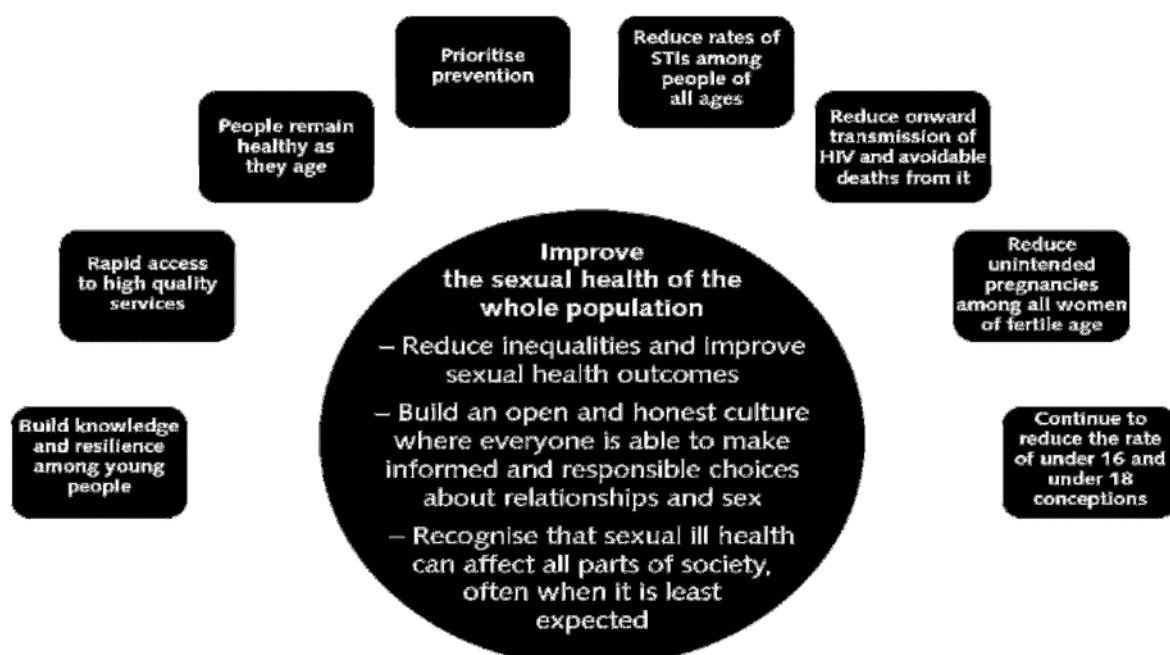 Build knowledge
and resilience
among young
people
Rapid access
to high quality
services
People remain
healthy as
they age
Prioritise
prevention
Reduce rates of
STIs among
people of
all ages
Reduce onward
transmission of
HIV and avoidable
deaths from it
Reduce
unintended
pregnancies
among all women
of fertile age
Continue to
reduce the rate
of under 16 and
under 18
conceptions
Improve
the sexual health of the
whole population
– Reduce inequalities and improve
sexual health outcomes
– Build an open and honest culture
where everyone is able to make
informed and responsible choices
about relationships and sex
– Recognise that sexual ill health
can affect all parts of society,
often when it is least
expected